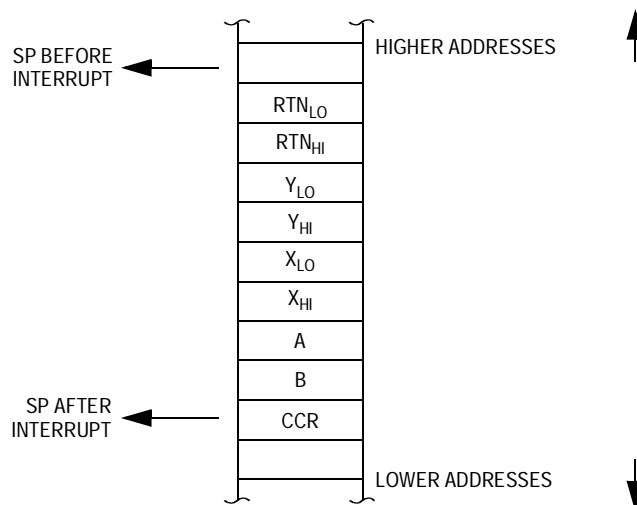 HIGHER ADDRESSES
SP BEFORE
INTERRUPT
RTNLO
RTNHI
YLO
YHI
XLO
XHI
A
B
SP AFTER
INTERRUPT
CCR
LOWER ADDRESSES